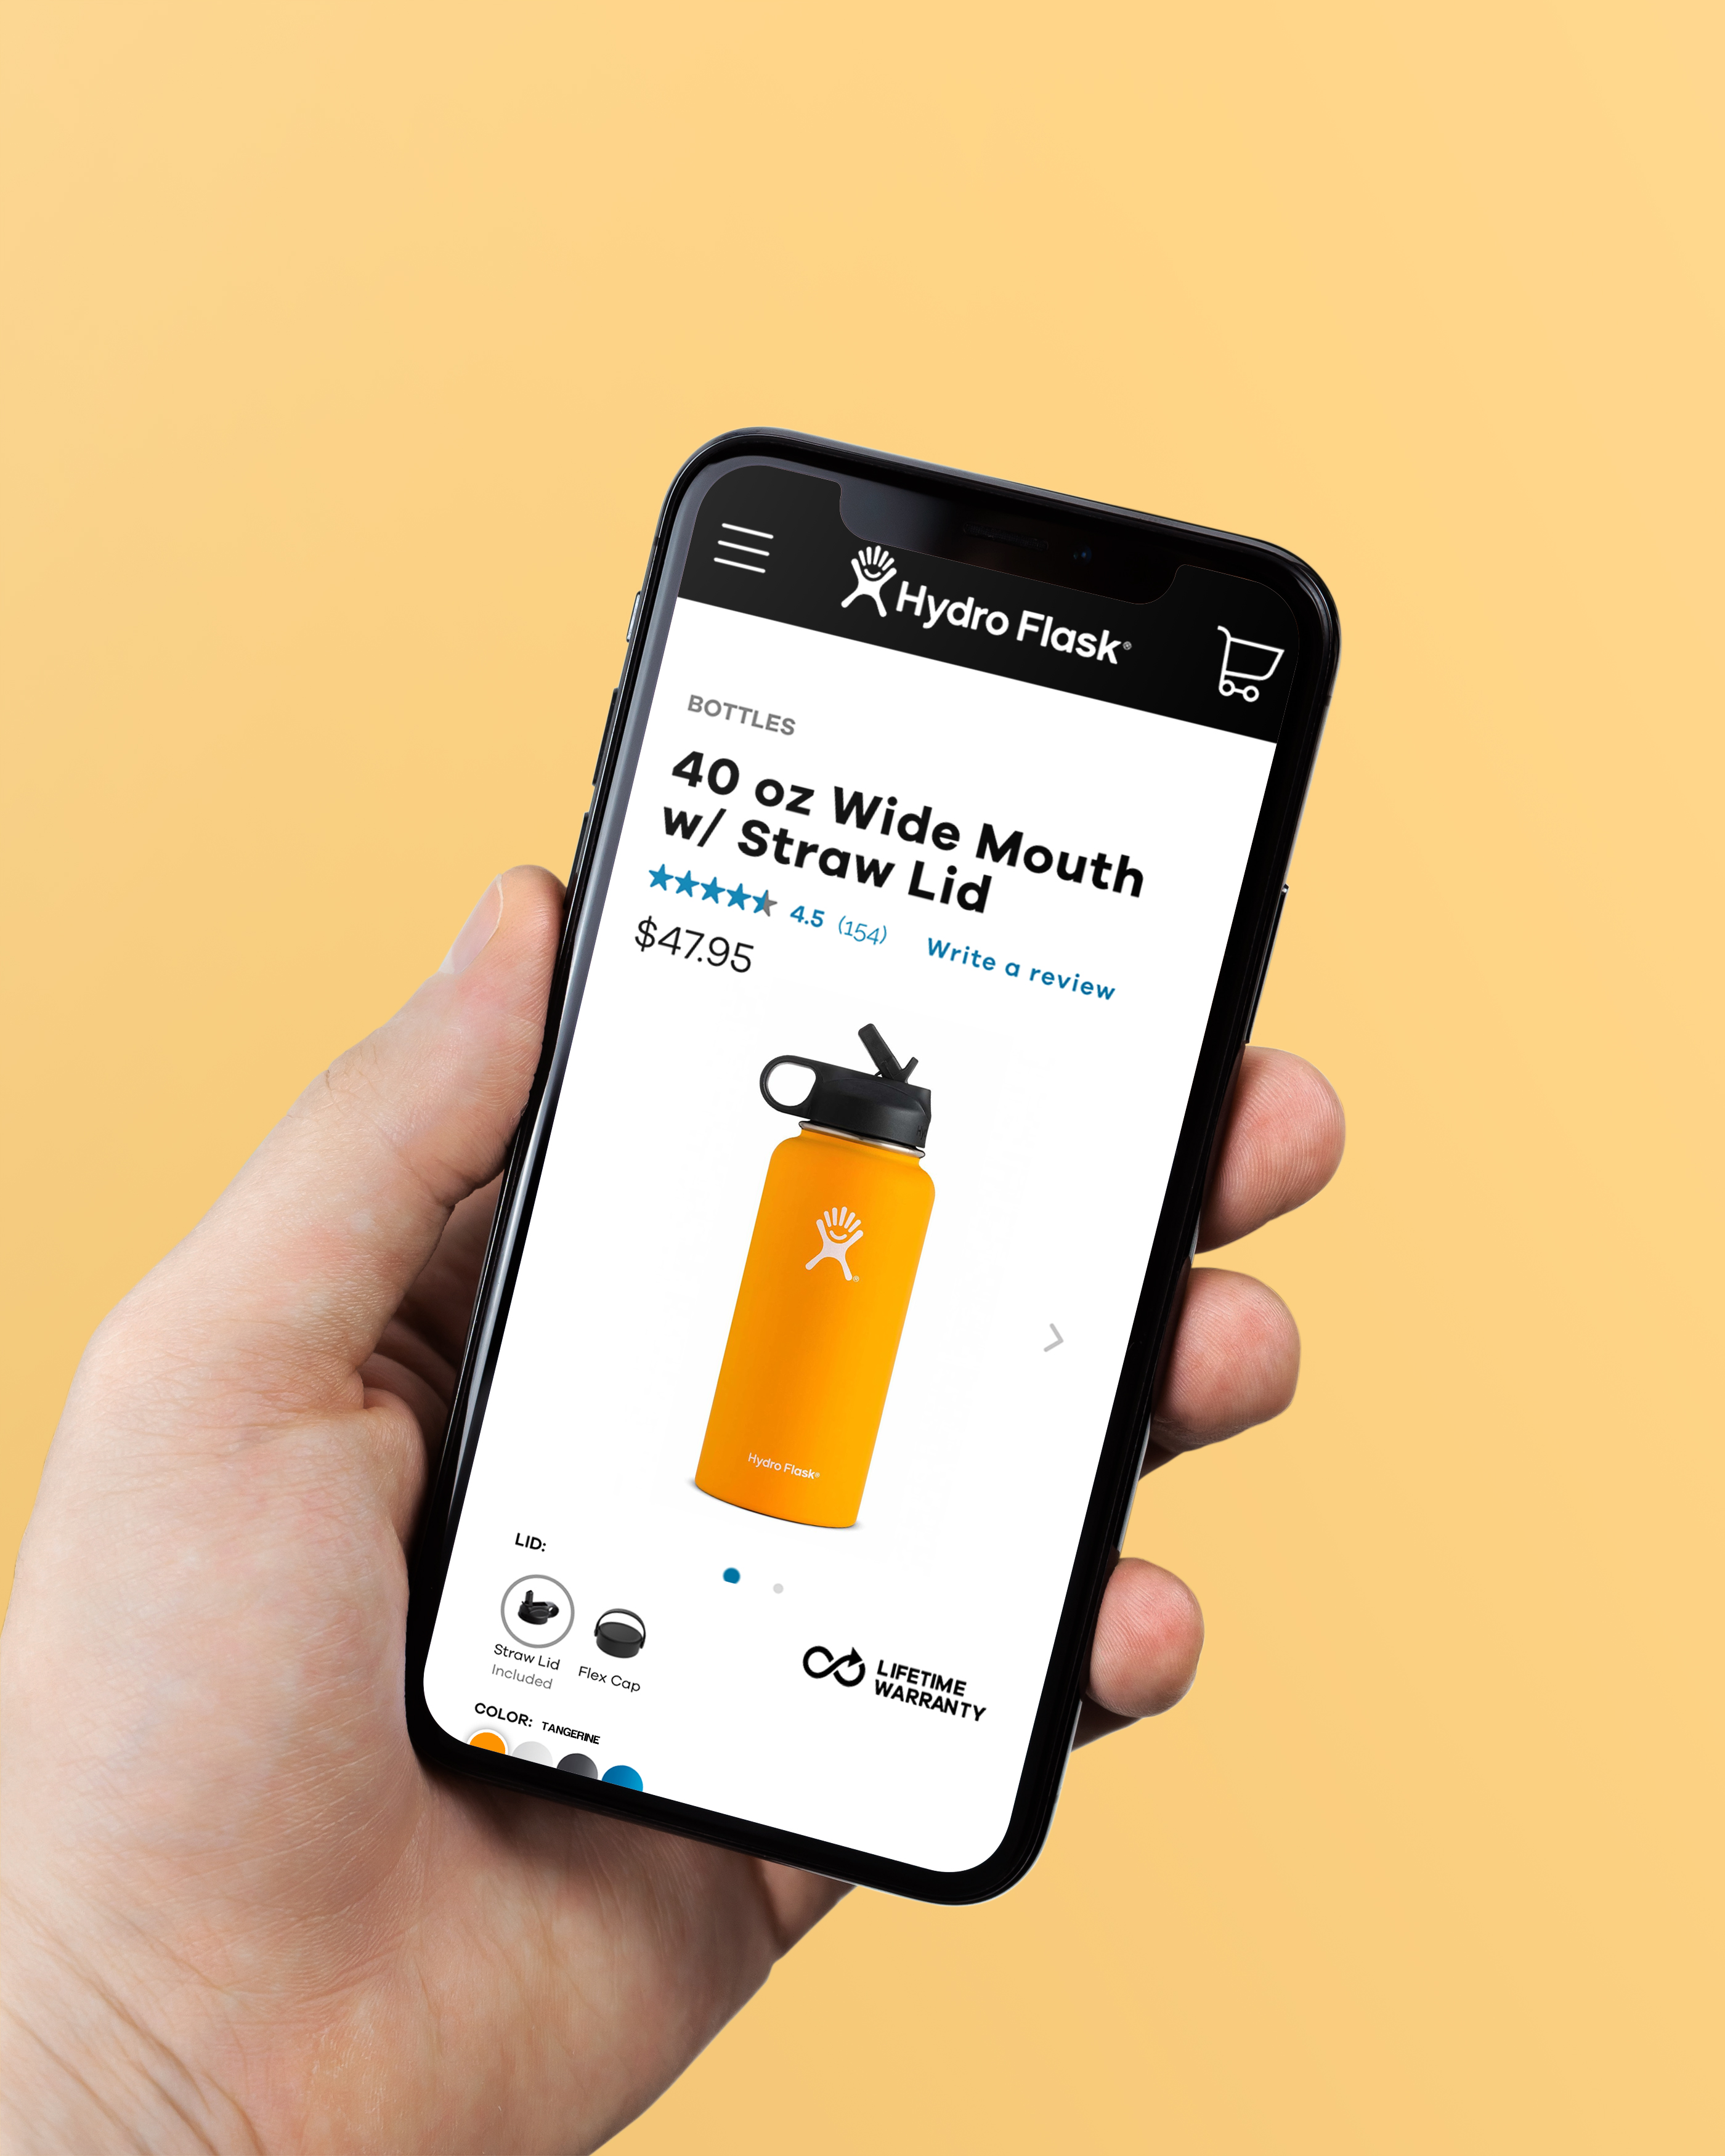 Hydro Flask®
BOTTLES
40 oz Wide Mouth
w/ Straw Lid
4.5 (154) Write a review
$47.95
Hydro Flask®
LID:
Straw Lid
Included
Flex Cap
LIFETIME
WARRANTY
COLOR: TANGERINE